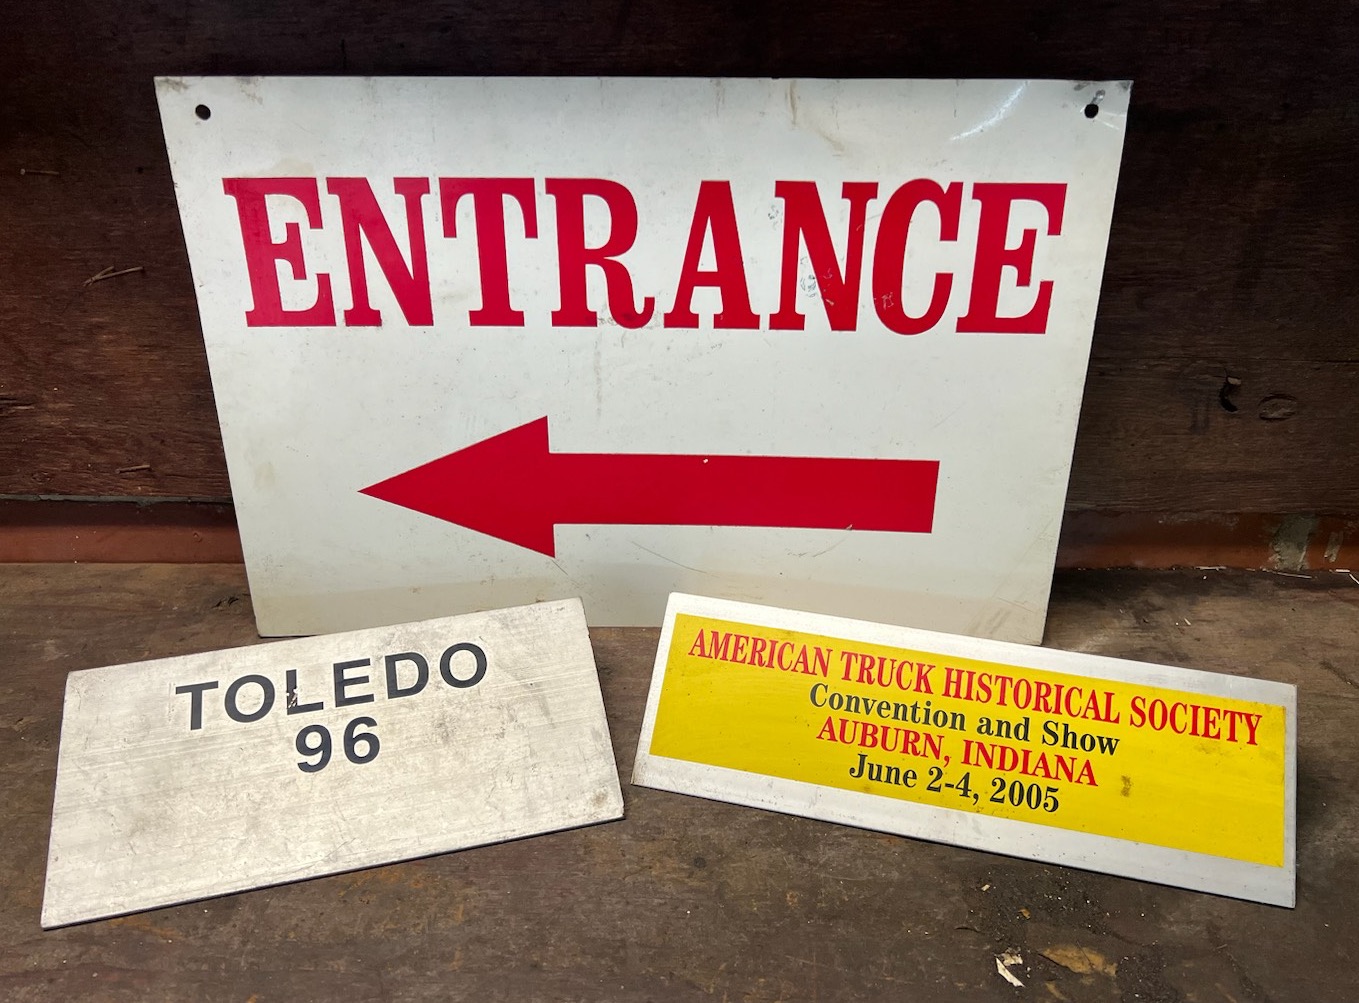 ENTRANCE
TOLEDO
96
AMERICAN TRUCK HISTORICAL SOCIETY
Convention and Show
AUBURN, INDIANA
June 2-4, 2005